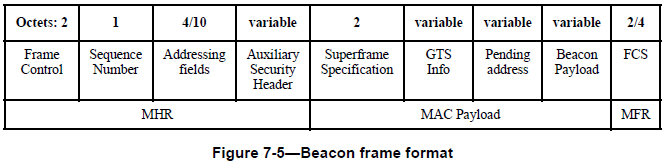 Octets: 2 1 4/10 variable 2 variable variable variable 2/4
Frame Control Sequence Number Addressing fields Auxiliary Security Header Superframe Specification GTS Info Pending address Beacon Payload FCS
MHR MAC Payload MFR
Figure 7-5—Beacon frame format